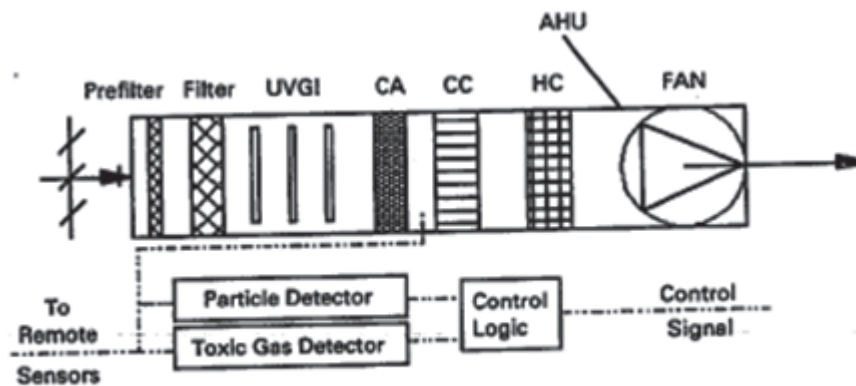 AHU
Prefilter Filter UVGI CA CC HC FAN
Particle Detector
Toxic Gas Detector
Control
Logic
Control
Signal
To
Remote
Sensors